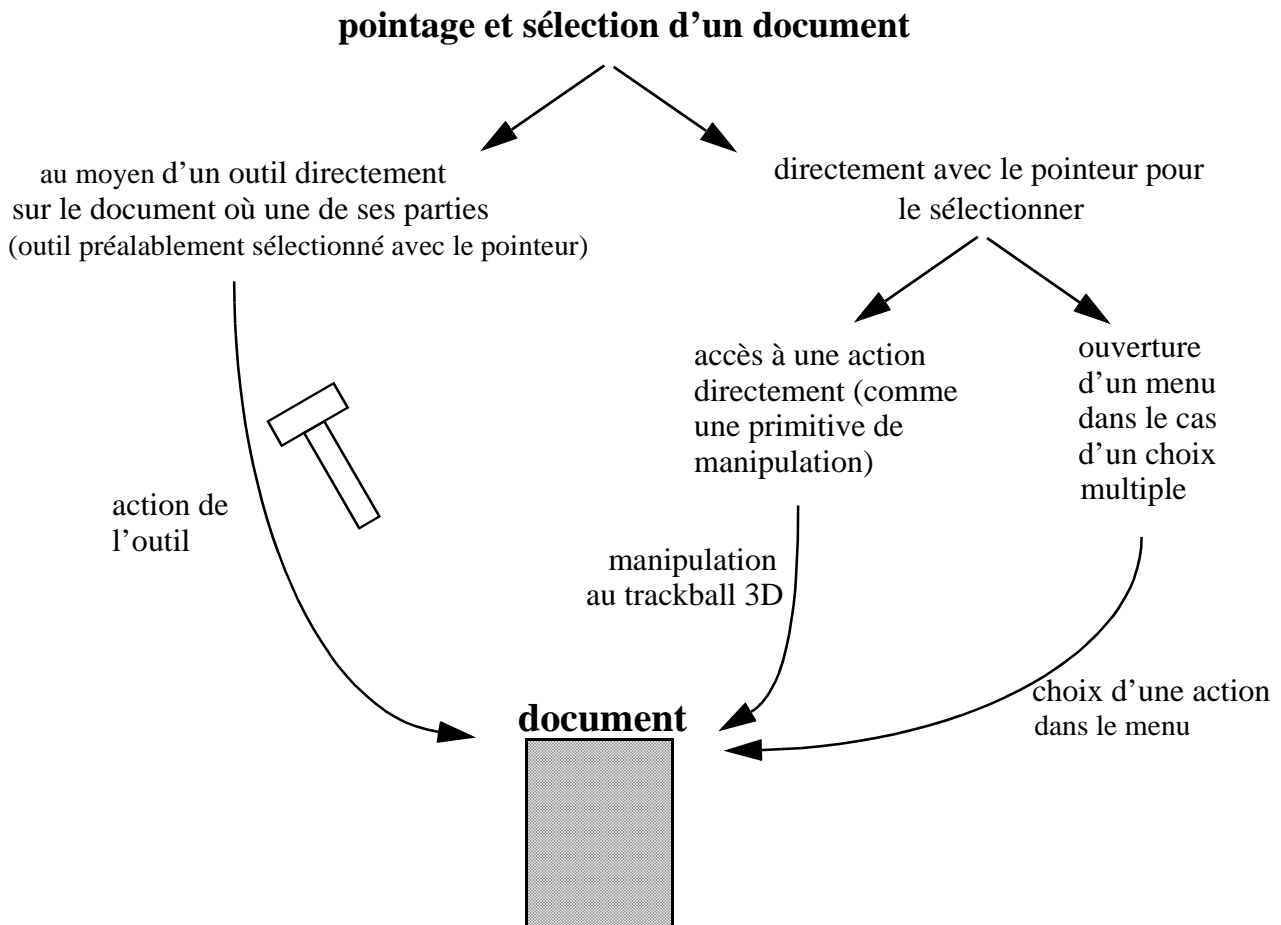 pointage et sélection d’un document
au moyen d’un outil directement
sur le document où une de ses parties
(outil préalablement sélectionné avec le pointeur)
directement avec le pointeur pour
le sélectionner
accès à une action
directement (comme
une primitive de
manipulation)
ouverture
d’un menu
dans le cas
d’un choix
multiple
action de
l’outil
manipulation
au trackball 3D
choix d’une action
dans le menu
document